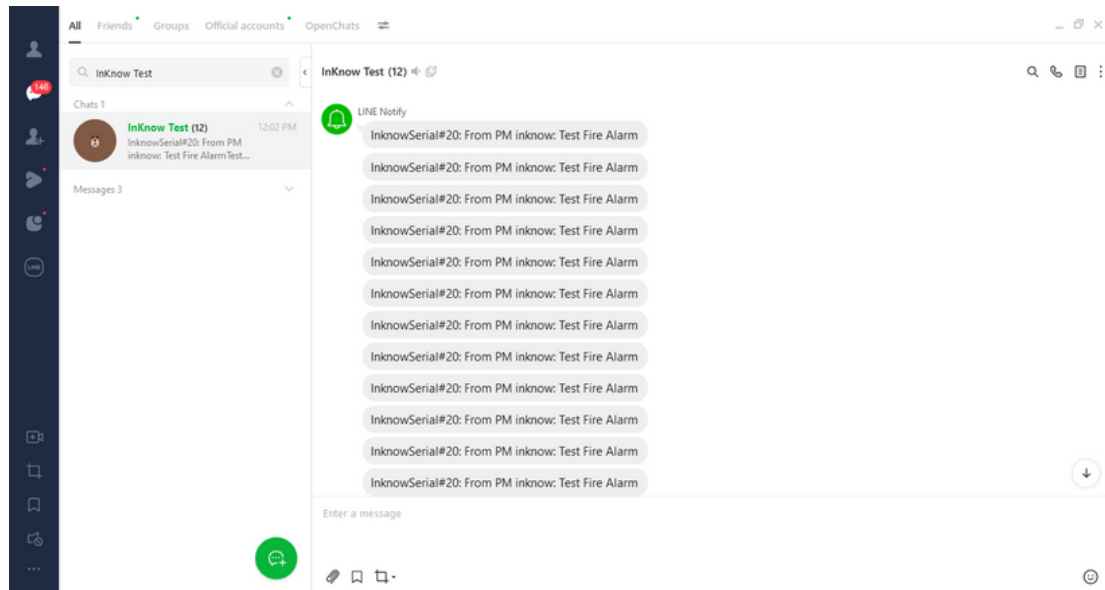 All Friends Groups Official accounts OpenChats
InKnow Test
InKnow Test (12)
146
Chats 1
InKnow Test (12) 12:02 PM
InknowSerial#20: From PM
inknow: Test Fire AlarmTest...
Messages 3
LINE
LINE Notify
InknowSerial#20: From PM inknow: Test Fire Alarm
InknowSerial#20: From PM inknow: Test Fire Alarm
InknowSerial#20: From PM inknow: Test Fire Alarm
InknowSerial#20: From PM inknow: Test Fire Alarm
InknowSerial#20: From PM inknow: Test Fire Alarm
InknowSerial#20: From PM inknow: Test Fire Alarm
InknowSerial#20: From PM inknow: Test Fire Alarm
InknowSerial#20: From PM inknow: Test Fire Alarm
InknowSerial#20: From PM inknow: Test Fire Alarm
InknowSerial#20: From PM inknow: Test Fire Alarm
InknowSerial#20: From PM inknow: Test Fire Alarm
InknowSerial#20: From PM inknow: Test Fire Alarm
Enter a message